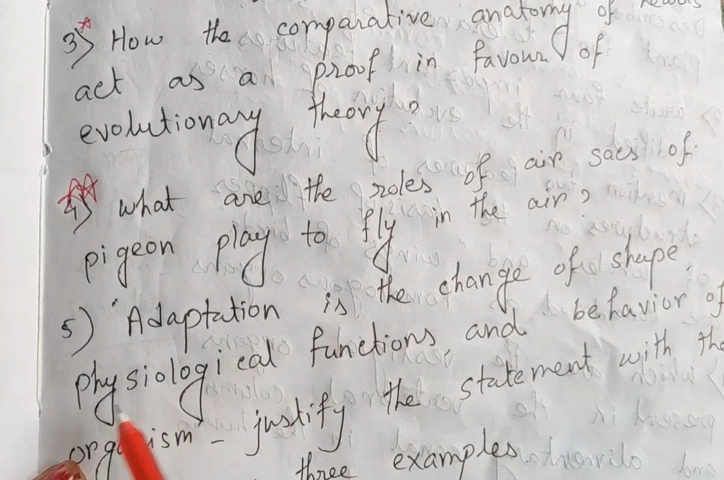 3) How the comparative anatomy of
act as a proof in favour of
evolutionary theory?
4) What are the roles of air sacs of
pigeon play to fly in the air?
5) "Adaptation is the change of shape,
physiological functions and behavior of
organism - justify the statement with the
three examples